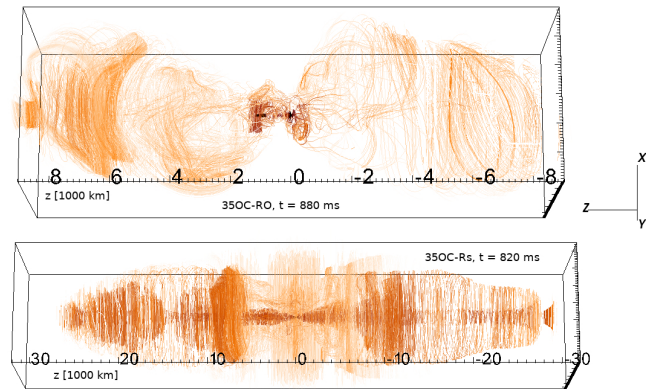 8 6 4 2 0 -2 -4 -6 -8
z [1000 km]
35OC-RO, t = 880 ms
X
Z
Y
35OC-Rs, t = 820 ms
30 20 10 0 -10 -20 -30
z [1000 km]